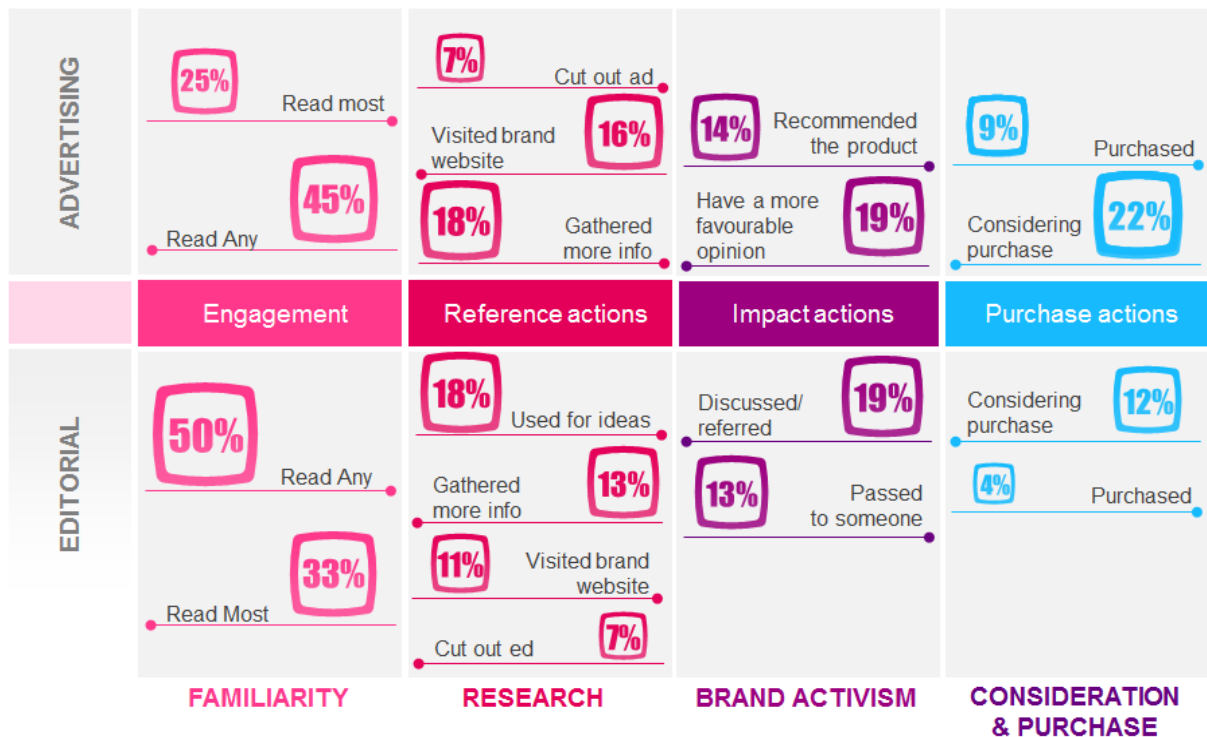 ADVERTISING
25%
Read most
45%
Read Any
7%
Cut out ad
Visited brand
website
16%
18%
Gathered
more info
14%
Recommended
the product
Have a more
favourable
opinion
19%
9%
Purchased
Considering
purchase
22%
Engagement
Reference actions
Impact actions
Purchase actions
EDITORIAL
50%
Read Any
33%
Read Most
18%
Used for ideas
Gathered
more info
13%
11%
Visited brand
website
Cut out ed
7%
Discussed/
referred
19%
13%
Passed
to someone
Considering
purchase
12%
4%
Purchased
FAMILIARITY
RESEARCH
BRAND ACTIVISM
CONSIDERATION
& PURCHASE